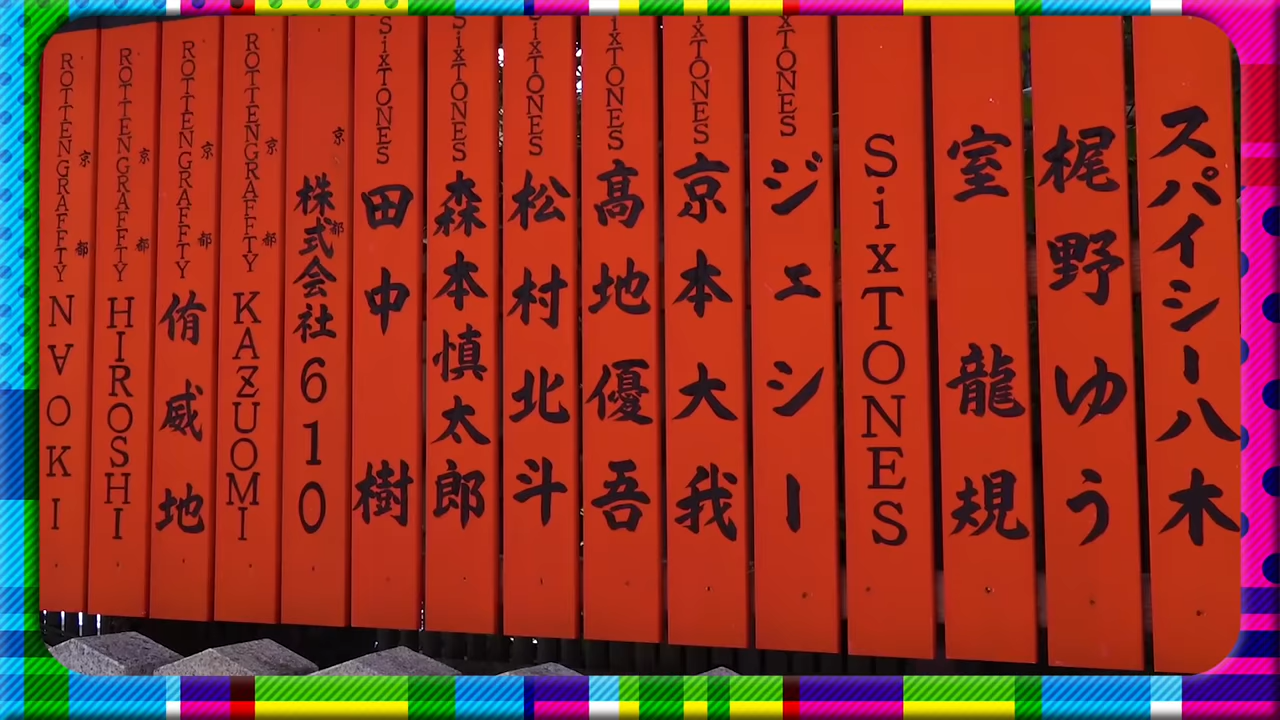 スパイシー八木
梶野ゆう
室龍規
SixTONES
SixTONES ジェシー
SixTONES 京本大我
SixTONES 髙地優吾
SixTONES 松村北斗
SixTONES 森本慎太郎
SixTONES 田中樹
京都 株式会社610
京都 ROTTENGRAFFTY KAZUOMI
京都 ROTTENGRAFFTY 侑威地
京都 ROTTENGRAFFTY HIROSHI
京都 ROTTENGRAFFTY N∀OKI